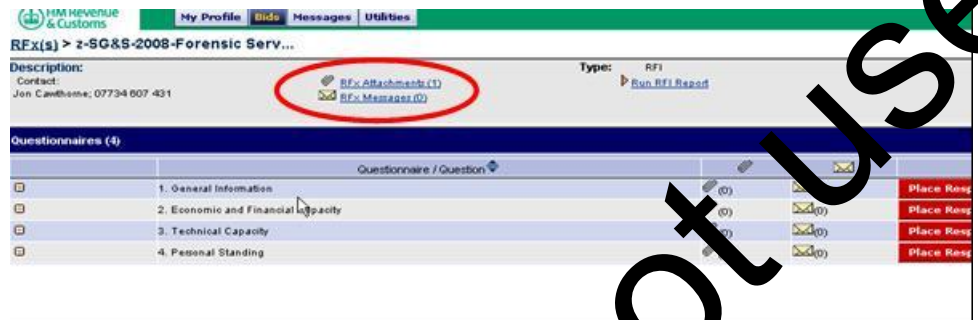 HM Revenue
& Customs
My Profile Bids Messages Utilities
RFx(s) > z-SG&S-2008-Forensic Serv...
Description:
Contact:
Jon Cawthorne; 07734 607 431
RFx Attachments (1)
RFx Messages (0)
Type: RFI
Run RFI Report
Questionnaires (4)
Questionnaire / Question
1. General Information (0) (0) Place Resp
2. Economic and Financial Capacity (0) (0) Place Resp
3. Technical Capacity (0) (0) Place Resp
4. Personal Standing (0) Place Resp
ot use